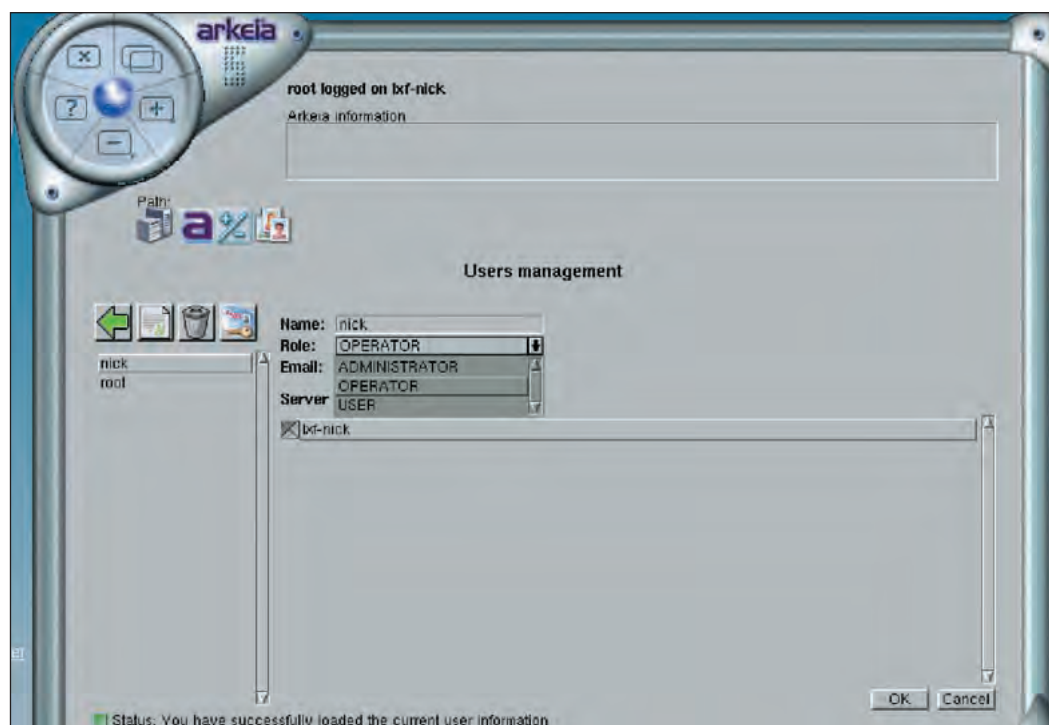 arkeia
5
root logged on lxf-nick
Arkeia information
Path:
Users management
Name: nick
Role: OPERATOR
Email: ADMINISTRATOR
OPERATOR
Server USER
nick
root
lxf-nick
OK Cancel
Status: You have successfully loaded the current user information